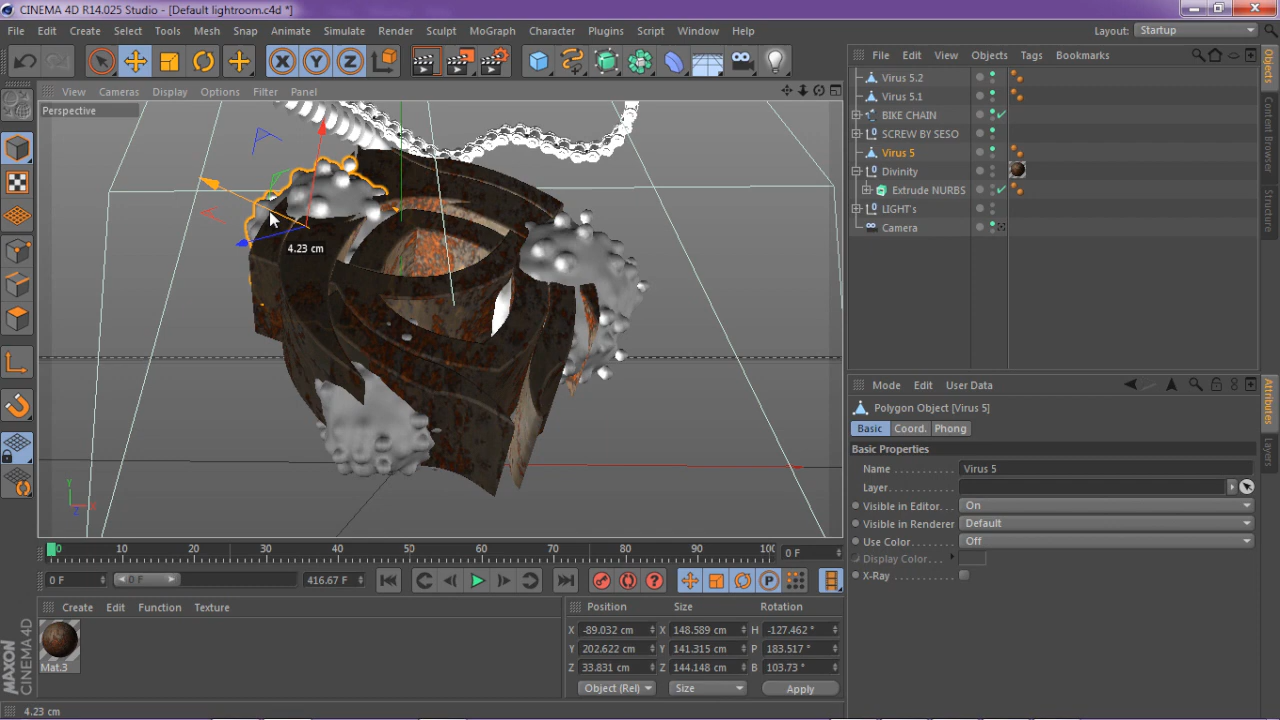 CINEMA 4D R14.025 Studio - [Default lightroom.c4d *]
File Edit Create Select Tools Mesh Snap Animate Simulate Render Sculpt MoGraph Character Plugins Script Window Help
Layout: Startup
View Cameras Display Options Filter Panel
Perspective
4.23 cm
Y
X
Z
File Edit View Objects Tags Bookmarks
Virus 5.2
Virus 5.1
BIKE CHAIN
SCREW BY SESO
Virus 5
Divinity
Extrude NURBS
LIGHT's
Camera
Objects
Content Browser
Structure
Mode Edit User Data
Polygon Object [Virus 5]
Basic Coord. Phong
Basic Properties
Name Virus 5
Layer
Visible in Editor On
Visible in Renderer Default
Use Color Off
Display Color
X-Ray
Attributes
Layers
0 10 20 30 40 50 60 70 80 90 100 0 F
0 F 0 F 416.67 F
Create Edit Function Texture
Mat.3
Position Size Rotation
X -89.032 cm X 148.589 cm H -127.462 °
Y 202.622 cm Y 141.315 cm P 183.517 °
Z 33.831 cm Z 144.148 cm B 103.73 °
Object (Rel) Size Apply
MAXON
CINEMA 4D
4.23 cm